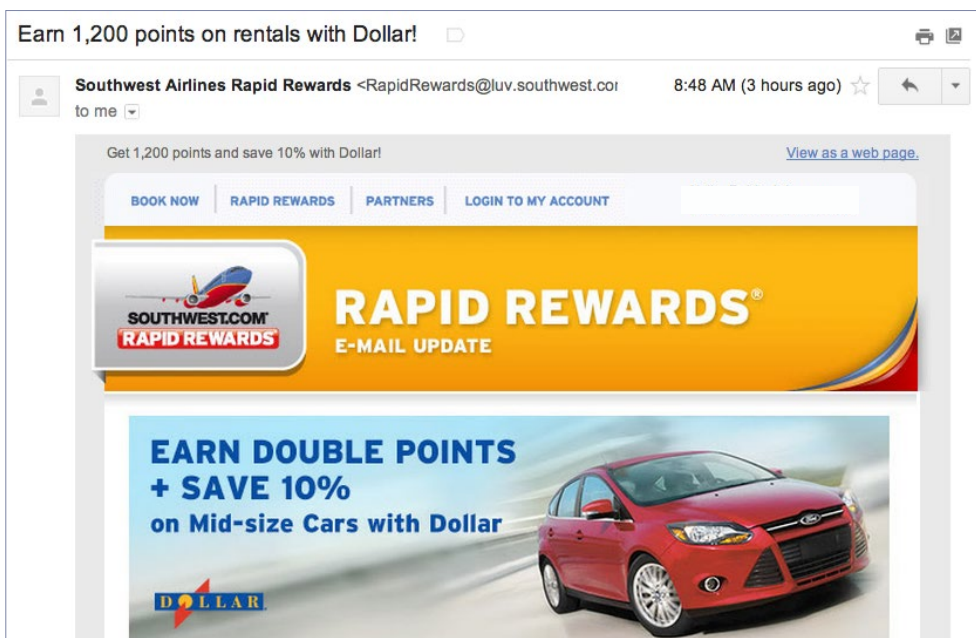 Earn 1,200 points on rentals with Dollar!
Southwest Airlines Rapid Rewards <RapidRewards@luv.southwest.cor 8:48 AM (3 hours ago)
to me
Get 1,200 points and save 10% with Dollar! View as a web page.
BOOK NOW RAPID REWARDS PARTNERS LOGIN TO MY ACCOUNT
SOUTHWEST.COM
RAPID REWARDS
RAPID REWARDS®
E-MAIL UPDATE
EARN DOUBLE POINTS
+ SAVE 10%
on Mid-size Cars with Dollar
Ford
DOLLAR